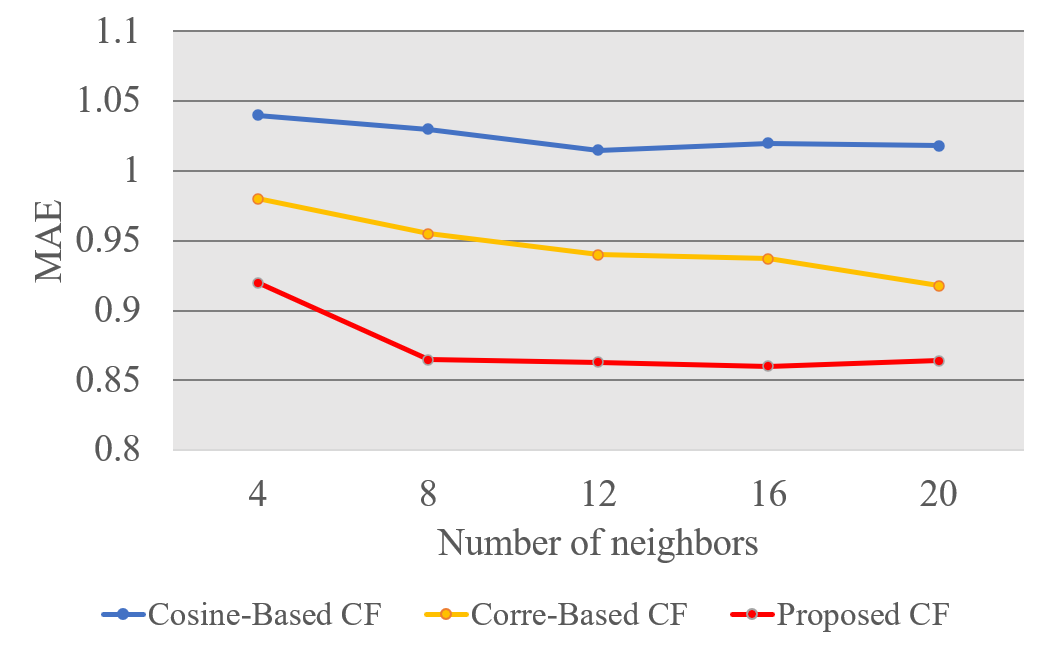 1.1
1.05
1
0.95
0.9
0.85
0.8
MAE
4 8 12 16 20
Number of neighbors
Cosine-Based CF Corre-Based CF Proposed CF